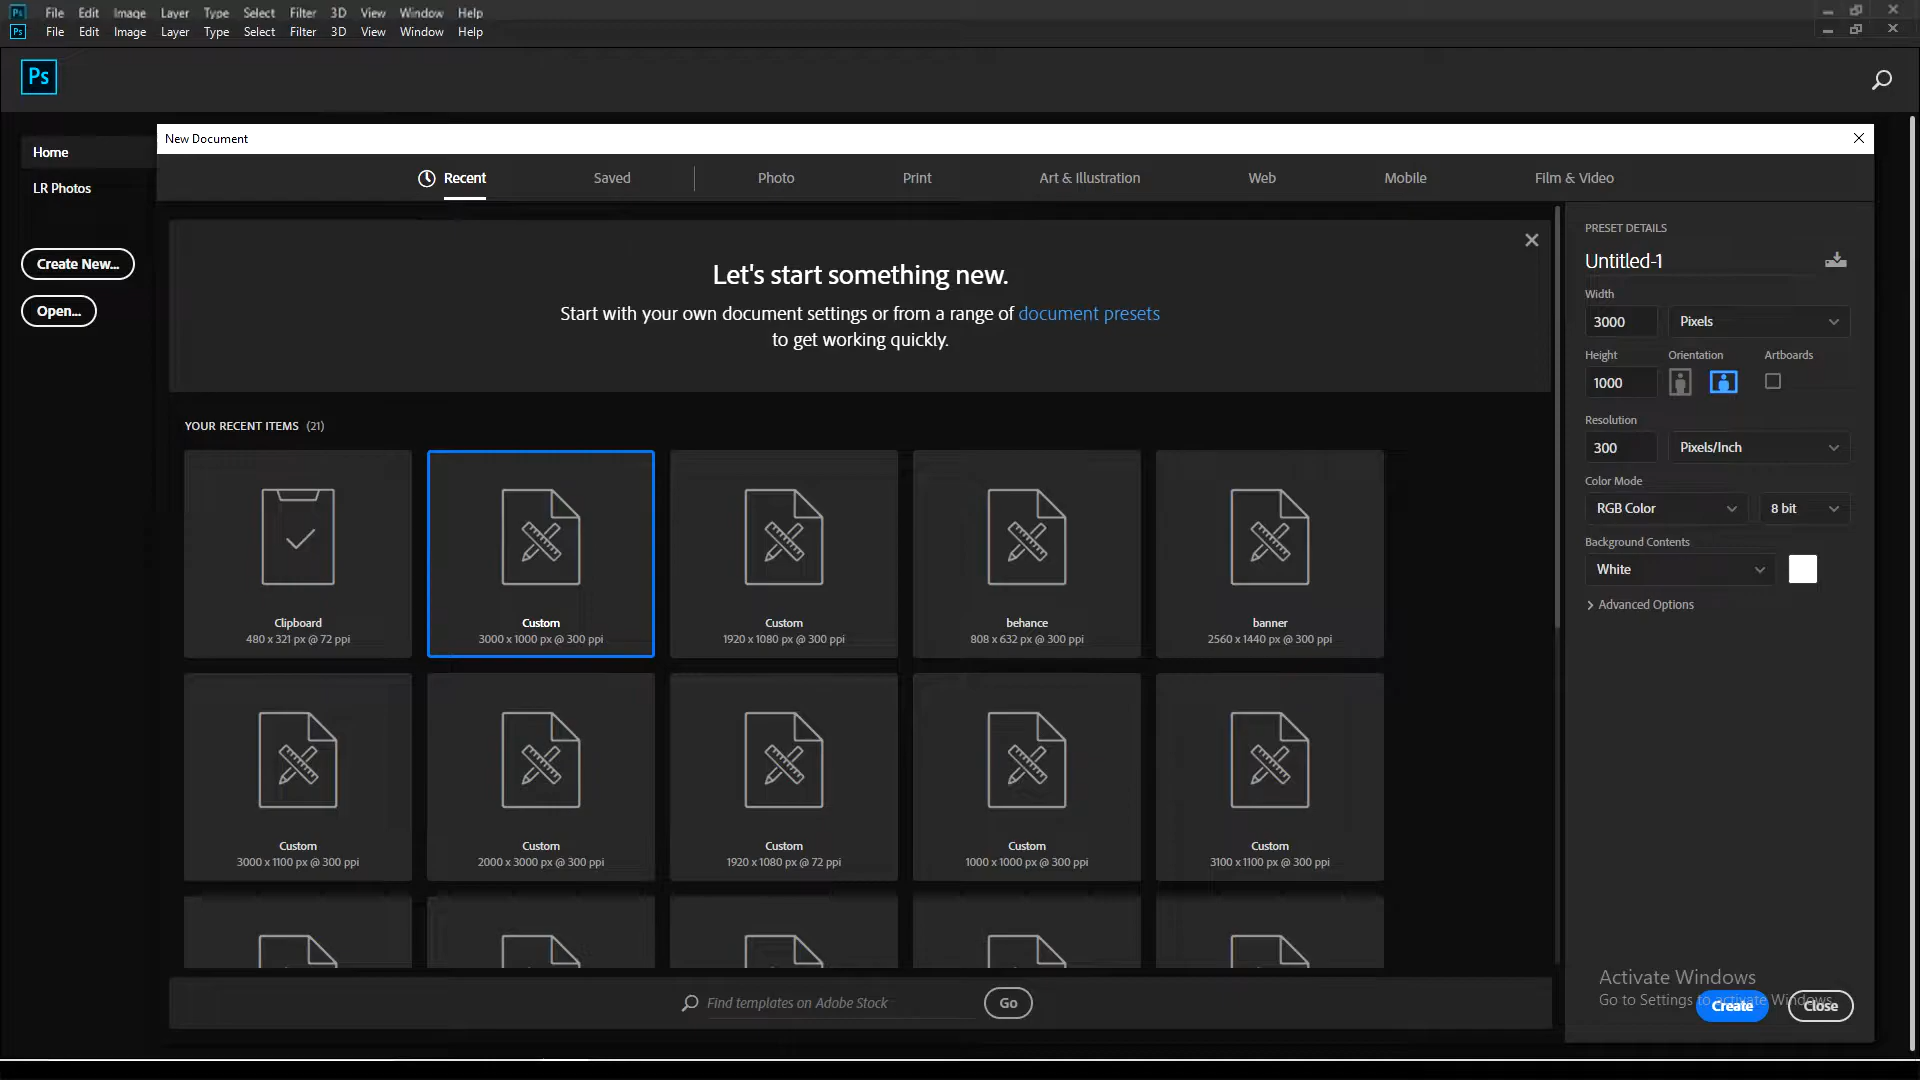 Ps File Edit Image Layer Type Select Filter 3D View Window Help
Ps File Edit Image Layer Type Select Filter 3D View Window Help
Ps
New Document
Home
LR Photos
Create New...
Open...
Recent Saved Photo Print Art & Illustration Web Mobile Film & Video
Let's start something new.
Start with your own document settings or from a range of document presets
to get working quickly.
YOUR RECENT ITEMS (21)
Clipboard
480 x 321 px @ 72 ppi
Custom
3000 x 1000 px @ 300 ppi
Custom
1920 x 1080 px @ 300 ppi
behance
808 x 632 px @ 300 ppi
banner
2560 x 1440 px @ 300 ppi
Custom
3000 x 1100 px @ 300 ppi
Custom
2000 x 3000 px @ 300 ppi
Custom
1920 x 1080 px @ 72 ppi
Custom
1000 x 1000 px @ 300 ppi
Custom
3100 x 1100 px @ 300 ppi
Find templates on Adobe Stock
Go
PRESET DETAILS
Untitled-1
Width
3000 Pixels
Height Orientation Artboards
1000
Resolution
300 Pixels/Inch
Color Mode
RGB Color 8 bit
Background Contents
White
Advanced Options
Activate Windows
Go to Settings to activate Windows.
Create Close